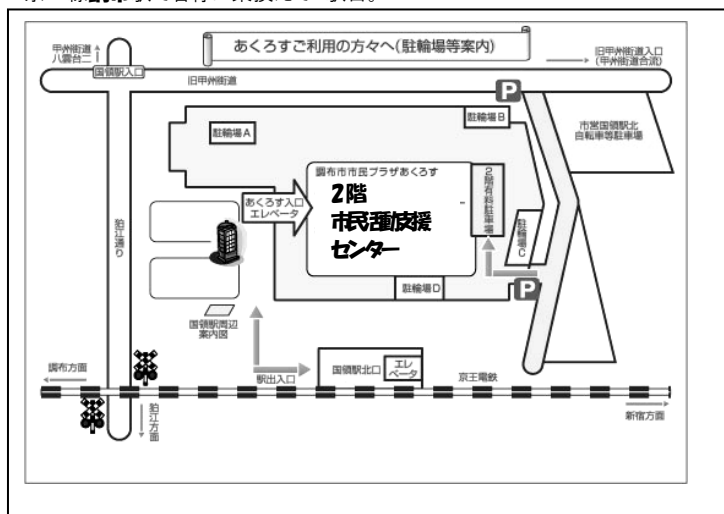 あくろすご利用の方々へ(駐輪場等案内)
甲州街道
八雲台二
国領駅入口
旧甲州街道
旧甲州街道入口
(甲州街道合流)
P
駐輪場A
駐輪場B
市営国領駅北
自転車等駐車場
調布市市民プラザあくろす
2階
市民活動支援
センター
2階有料駐車場
あくろす入口
エレベータ
狛江通り
駐輪場C
駐輪場D
P
国領駅周辺
案内図
駅出入口
国領駅北口
エレ
ベータ
京王電鉄
調布方面
狛江方面
新宿方面